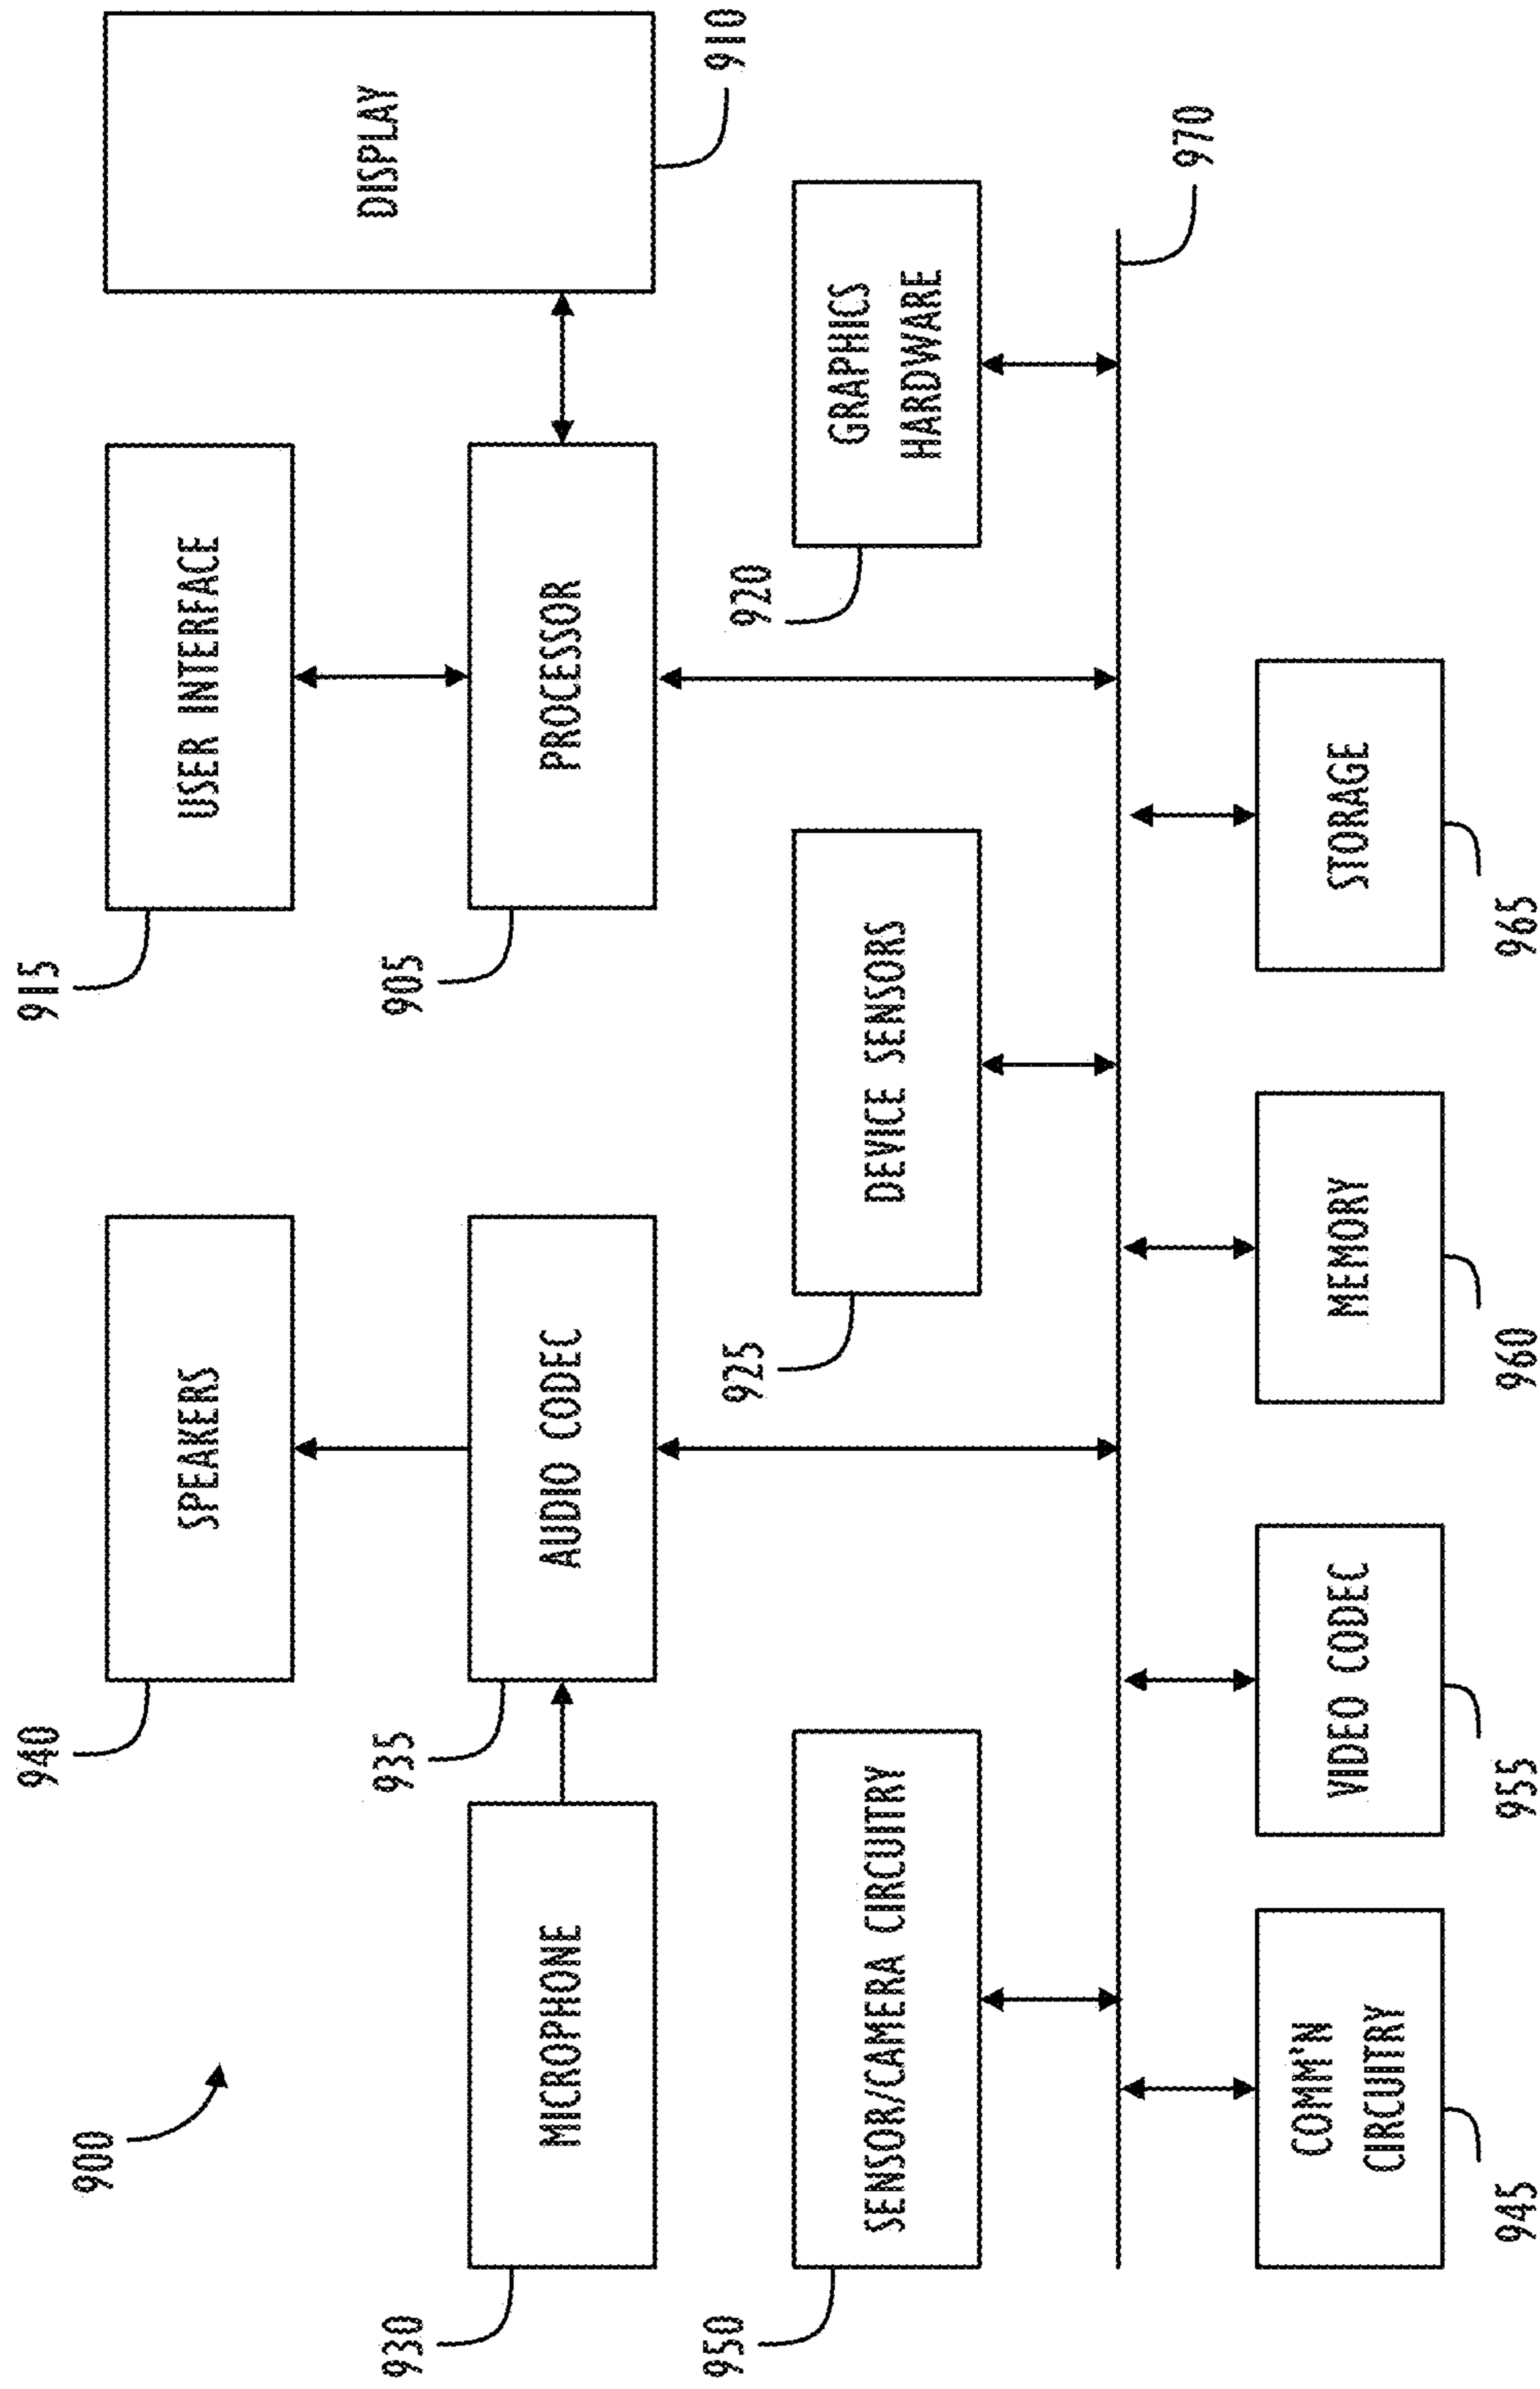 900
940
SPEAKERS
915
USER INTERFACE
DISPLAY
910
930
MICROPHONE
935
AUDIO CODEC
905
PROCESSOR
950
SENSOR/CAMERA CIRCUITRY
925
DEVICE SENSORS
920
GRAPHICS
HARDWARE
970
COMM'N
CIRCUITRY
945
VIDEO CODEC
955
MEMORY
960
STORAGE
965